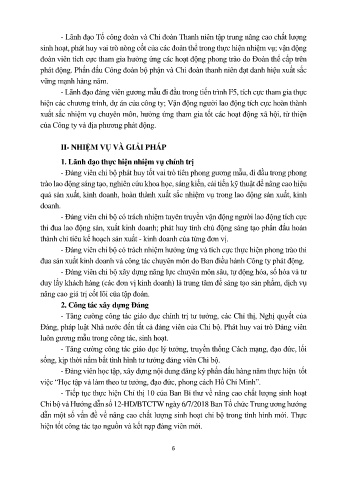 - Lãnh đạo Tổ công đoàn và Chi đoàn Thanh niên tập trung nâng cao chất lượng
sinh hoạt, phát huy vai trò nòng cốt của các đoàn thể trong thực hiện nhiệm vụ; vận động
đoàn viên tích cực tham gia hưởng ứng các hoạt động phong trào do Đoàn thể cấp trên
phát động. Phấn đấu Công đoàn bộ phận và Chi đoàn thanh niên đạt danh hiệu xuất sắc
vững mạnh hàng năm.
- Lãnh đạo đảng viên gương mẫu đi đầu trong tiến trình F5, tích cực tham gia thực
hiện các chương trình, dự án của công ty; Vận động người lao động tích cực hoàn thành
xuất sắc nhiệm vụ chuyên môn, hưởng ứng tham gia tốt các hoạt động xã hội, từ thiện
của Công ty và địa phương phát động.
II- NHIỆM VỤ VÀ GIẢI PHÁP
1. Lãnh đạo thực hiện nhiệm vụ chính trị
- Đảng viên chi bộ phát huy tốt vai trò tiên phong gương mẫu, đi đầu trong phong
trào lao động sáng tạo, nghiên cứu khoa học, sáng kiến, cải tiến kỹ thuật để nâng cao hiệu
quả sản xuất, kinh doanh, hoàn thành xuất sắc nhiệm vụ trong lao động sản xuất, kinh
doanh.
- Đảng viên chi bộ có trách nhiệm tuyên truyền vận động người lao động tích cực
thi đua lao động sản xuất, kinh doanh; phát huy tính chủ động sáng tạo phấn đấu hoàn
thành chỉ tiêu kế hoạch sản xuất - kinh doanh của từng đơn vị.
- Đảng viên chi bộ có trách nhiệm hưởng ứng và tích cực thực hiện phong trào thi
đua sản xuất kinh doanh và công tác chuyên môn do Ban điều hành Công ty phát động.
- Đảng viên chi bộ xây dựng năng lực chuyên môn sâu, tự động hóa, số hóa và tư
duy lấy khách hàng (các đơn vị kinh doanh) là trung tâm để sáng tạo sản phẩm, dịch vụ
nâng cao giá trị cốt lõi của tập đoàn.
2. Công tác xây dựng Đảng
- Tăng cường công tác giáo dục chính trị tư tưởng, các Chỉ thị, Nghị quyết của
Đảng, pháp luật Nhà nước đến tất cả đảng viên của Chi bộ. Phát huy vai trò Đảng viên
luôn gương mẫu trong công tác, sinh hoạt.
- Tăng cường công tác giáo dục lý tưởng, truyền thống Cách mạng, đạo đức, lối
sống, kịp thời nắm bắt tình hình tư tưởng đảng viên Chi bộ.
- Đảng viên học tập, xây dựng nội dung đăng ký phấn đấu hàng năm thực hiện tốt
việc “Học tập và làm theo tư tưởng, đạo đức, phong cách Hồ Chí Minh”.
- Tiếp tục thực hiện Chỉ thị 10 của Ban Bí thư về nâng cao chất lượng sinh hoạt
Chi bộ và Hướng dẫn số 12-HD/BTCTW ngày 6/7/2018 Ban Tổ chức Trung ương hướng
dẫn một số vấn đề về nâng cao chất lượng sinh hoạt chi bộ trong tình hình mới. Thực
hiện tốt công tác tạo nguồn và kết nạp đảng viên mới.
6